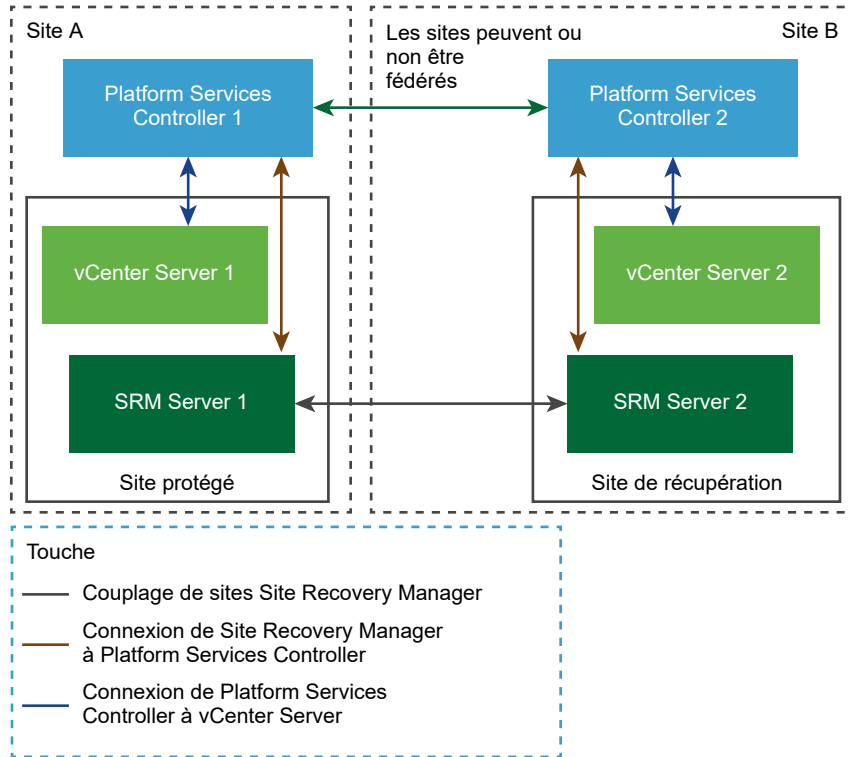 Site A
Les sites peuvent ou
non être
fédérés
Site B
Platform Services
Controller 1
Platform Services
Controller 2
vCenter Server 1
vCenter Server 2
SRM Server 1
SRM Server 2
Site protégé
Site de récupération
Touche
Couplage de sites Site Recovery Manager
Connexion de Site Recovery Manager
à Platform Services Controller
Connexion de Platform Services
Controller à vCenter Server